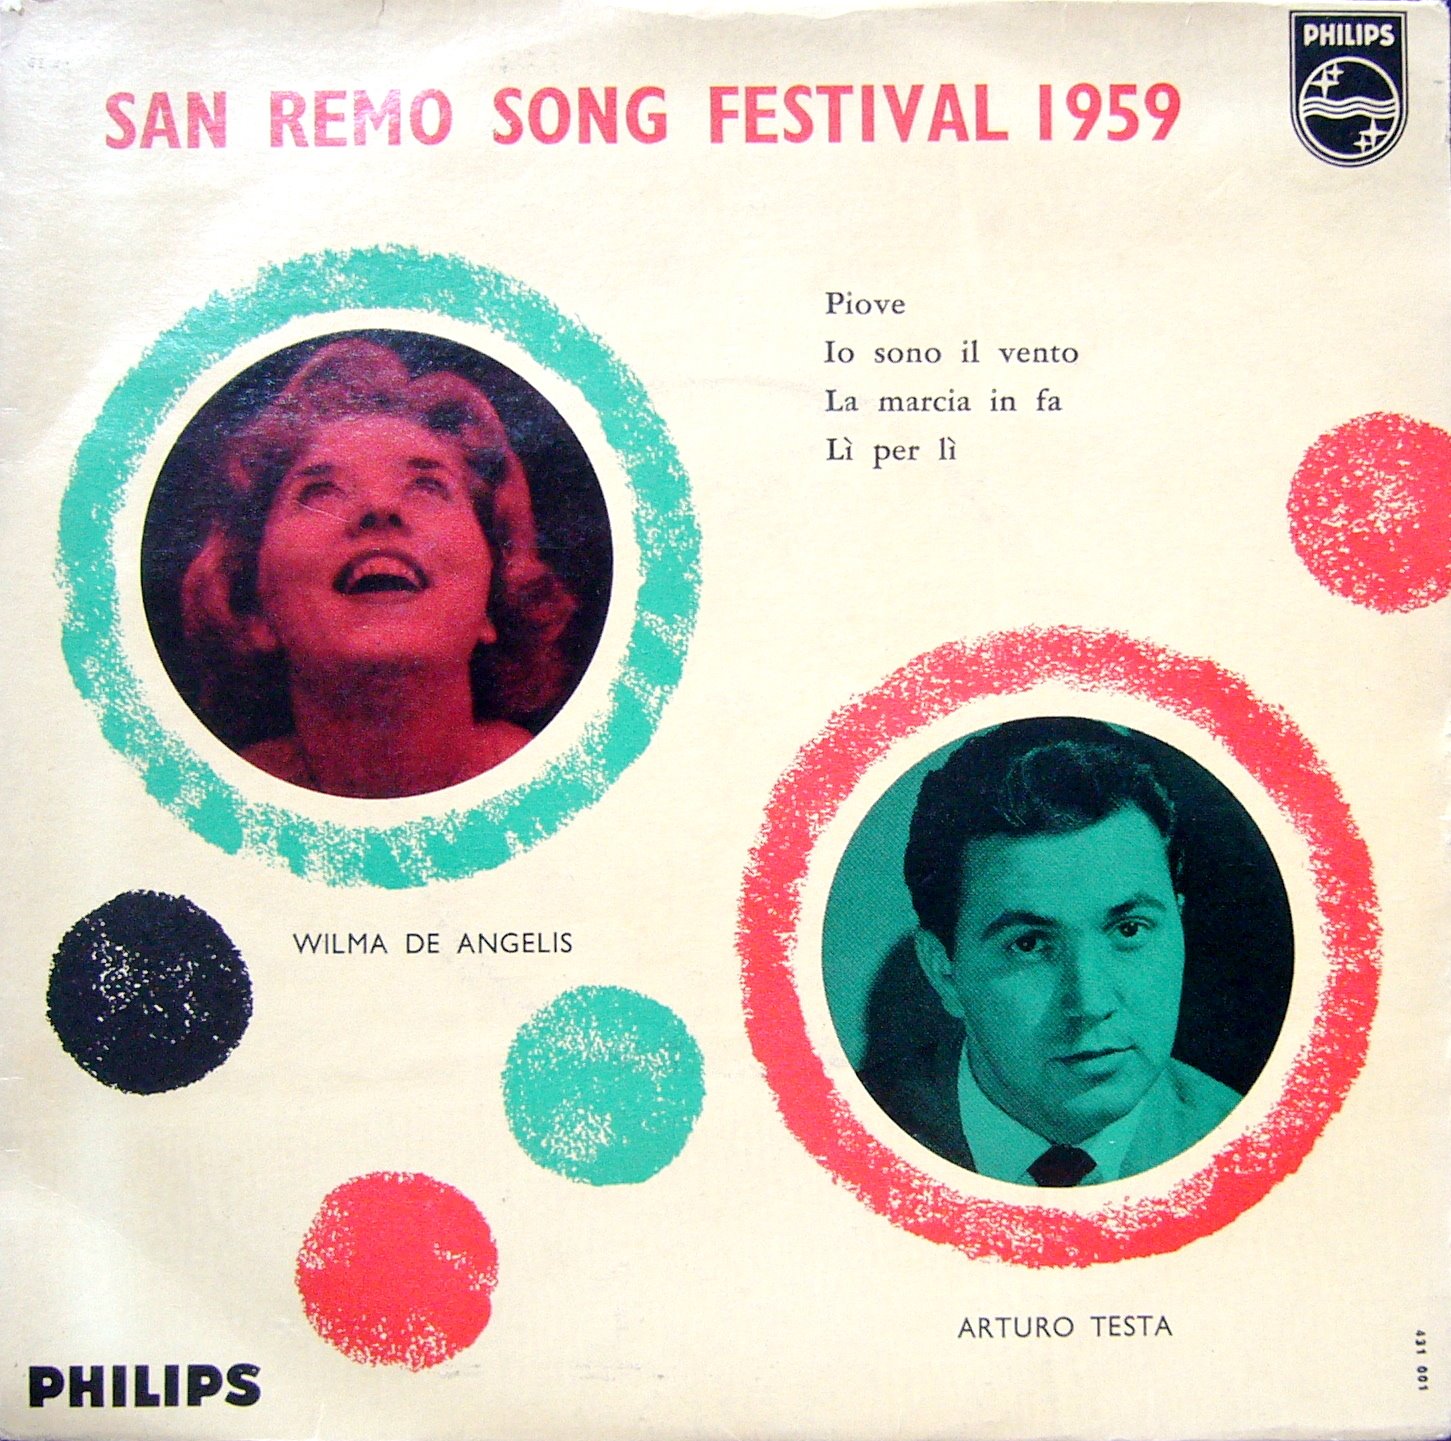 SAN REMO SONG FESTIVAL 1959
PHILIPS
Piove
Io sono il vento
La marcia in fa
Lì per lì
WILMA DE ANGELIS
ARTURO TESTA
PHILIPS
431 001